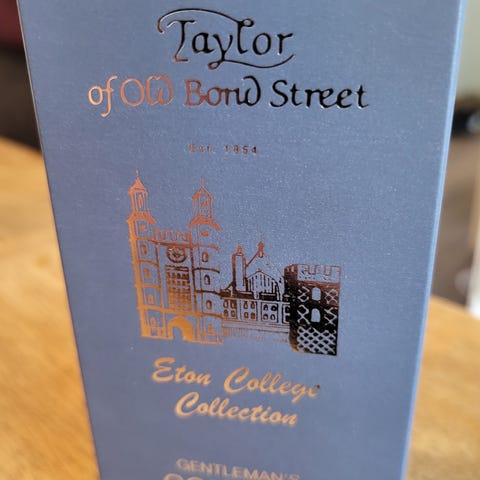 Taylor
of Old Bond Street
Est. 1854
Eton College
Collection
GENTLEMAN'S